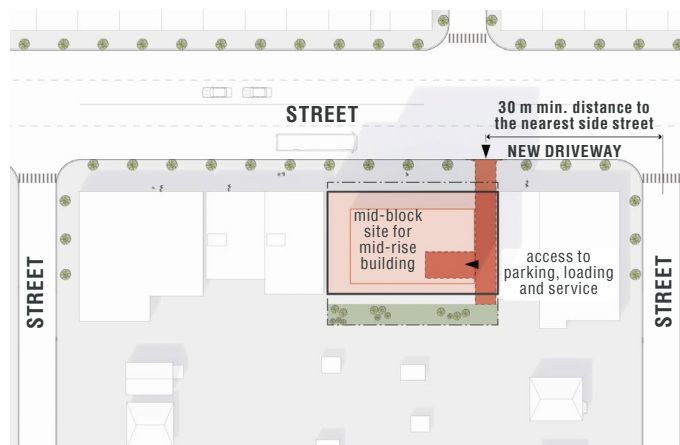 STREET
30 m min. distance to
the nearest side street
NEW DRIVEWAY
mid-block
site for
mid-rise
building
access to
parking, loading
and service
STREET
STREET